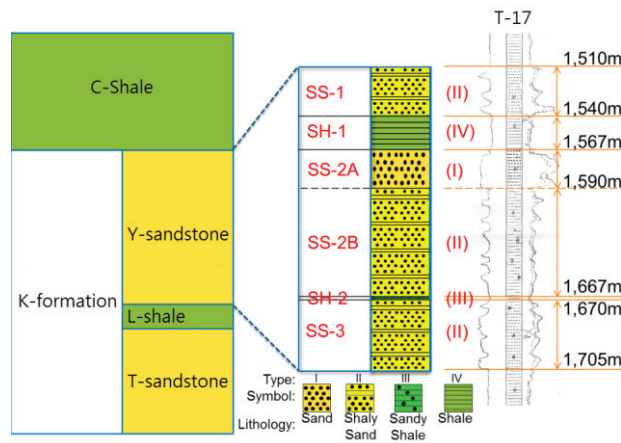 T-17
C-Shale
K-formation
Y-sandstone
L-shale
T-sandstone
SS-1
SH-1
SS-2A
SS-2B
SH-2
SS-3
(II)
(IV)
(I)
(II)
(III)
(II)
1,510m
1,540m
1,567m
1,590m
1,667m
1,670m
1,705m
Type: I II III IV
Symbol:
Lithology: Sand Shaly Sand Sandy Shale Shale